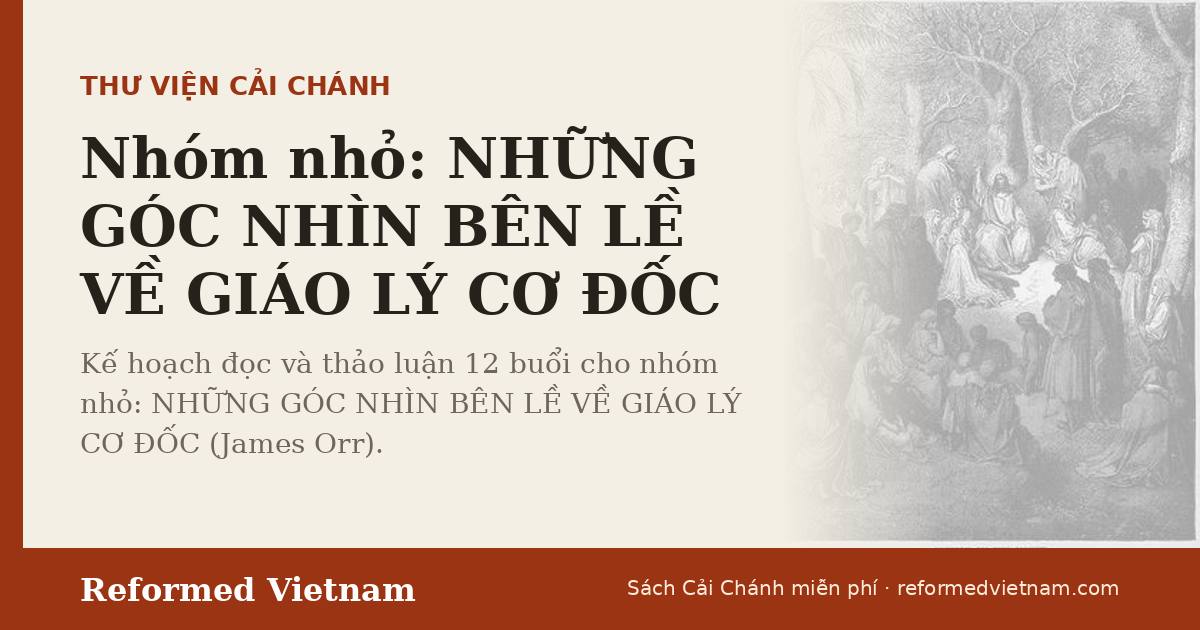 THƯ VIỆN CẢI CHÁNH
Nhóm nhỏ: NHỮNG
GÓC NHÌN BÊN LỀ
VỀ GIÁO LÝ CƠ ĐỐC
Kế hoạch đọc và thảo luận 12 buổi cho nhóm
nhỏ: NHỮNG GÓC NHÌN BÊN LỀ VỀ GIÁO LÝ
CƠ ĐỐC (James Orr).
Reformed Vietnam
Sách Cải Chánh miễn phí · reformedvietnam.com